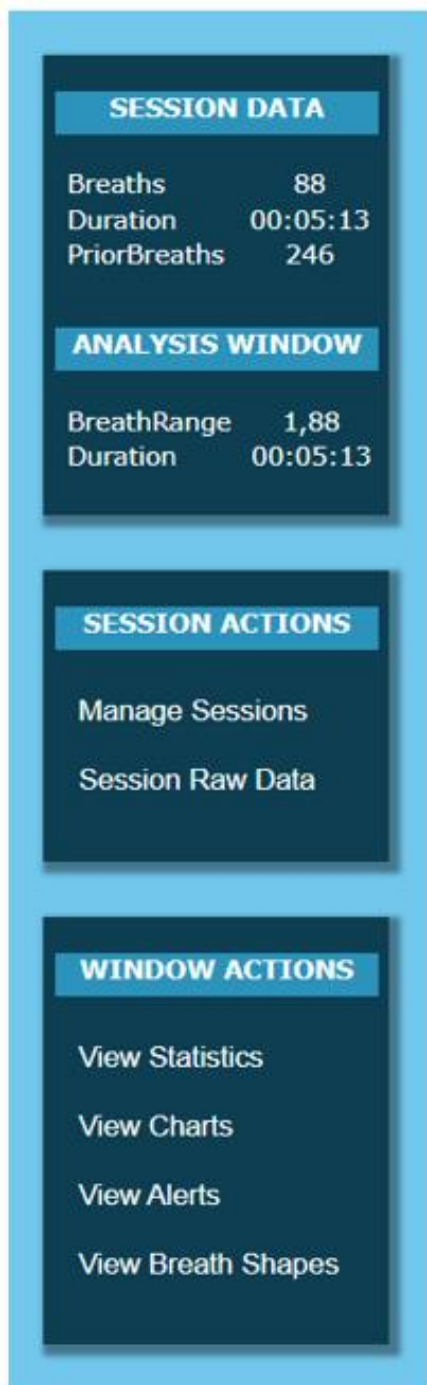 SESSION DATA
Breaths 88
Duration 00:05:13
PriorBreaths 246
ANALYSIS WINDOW
BreathRange 1,88
Duration 00:05:13
SESSION ACTIONS
Manage Sessions
Session Raw Data
WINDOW ACTIONS
View Statistics
View Charts
View Alerts
View Breath Shapes